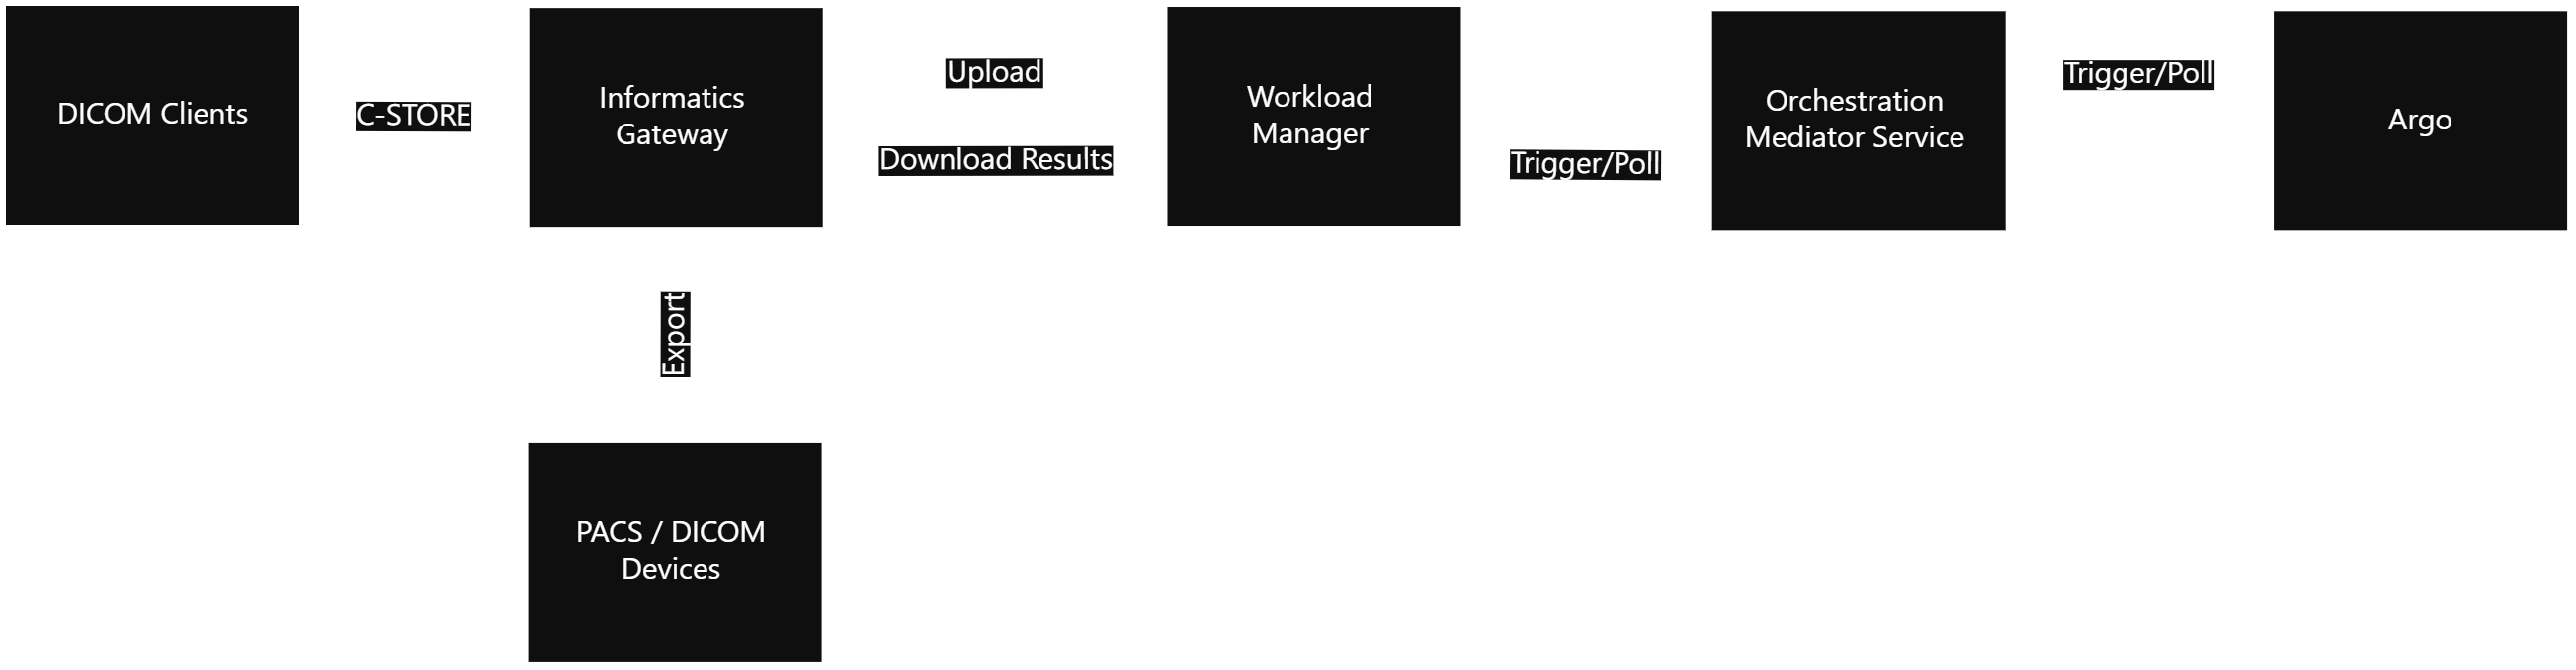 DICOM Clients
C-STORE
Informatics
Gateway
Upload
Download Results
Workload
Manager
Trigger/Poll
Orchestration
Mediator Service
Trigger/Poll
Argo
Export
PACS / DICOM
Devices